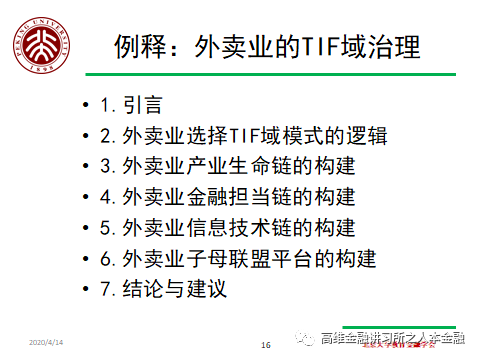 PEKING UNIVERSITY
1898
例释：外卖业的TIF域治理
• 1.引言
• 2.外卖业选择TIF域模式的逻辑
• 3.外卖业产业生命链的构建
• 4.外卖业金融担当链的构建
• 5.外卖业信息技术链的构建
• 6.外卖业子母联盟平台的构建
• 7.结论与建议
2020/4/14
16
高维金融讲习所之人本金融